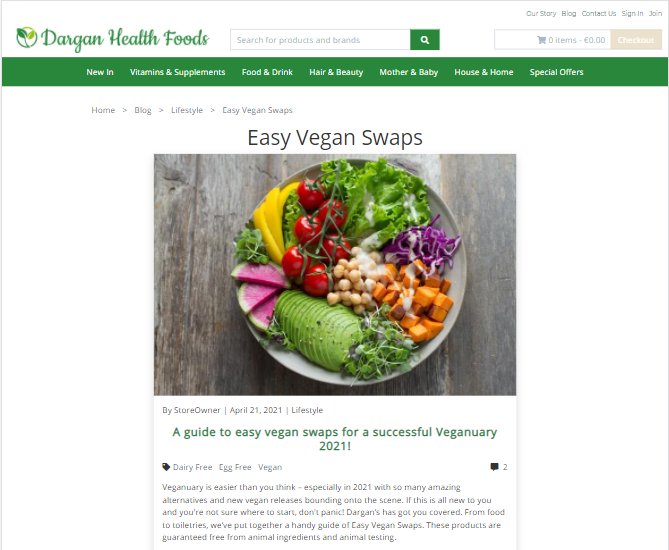 Our Story Blog Contact Us Sign In Join
Dargan Health Foods
Search for products and brands
0 items - €0.00 Checkout
New In Vitamins & Supplements Food & Drink Hair & Beauty Mother & Baby House & Home Special Offers
Home > Blog > Lifestyle > Easy Vegan Swaps
Easy Vegan Swaps
By StoreOwner | April 21, 2021 | Lifestyle
A guide to easy vegan swaps for a successful Veganuary
2021!
Dairy Free Egg Free Vegan 2
Veganuary is easier than you think – especially in 2021 with so many amazing
alternatives and new vegan releases bounding onto the scene. If this is all new to you
and you're not sure where to start, don't panic! Dargan's has got you covered. From food
to toiletries, we've put together a handy guide of Easy Vegan Swaps. These products are
guaranteed free from animal ingredients and animal testing.